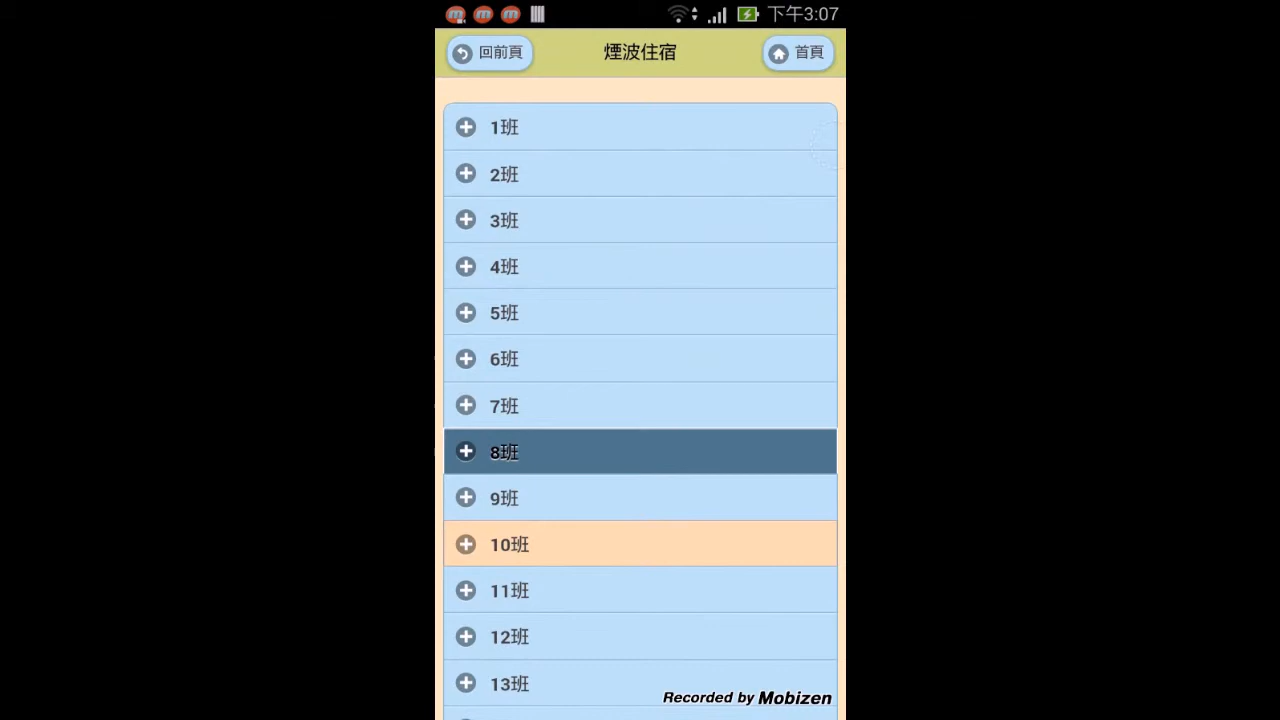 下午3:07
回前頁
煙波住宿
首頁
1班
2班
3班
4班
5班
6班
7班
8班
9班
10班
11班
12班
13班
Recorded by Mobizen